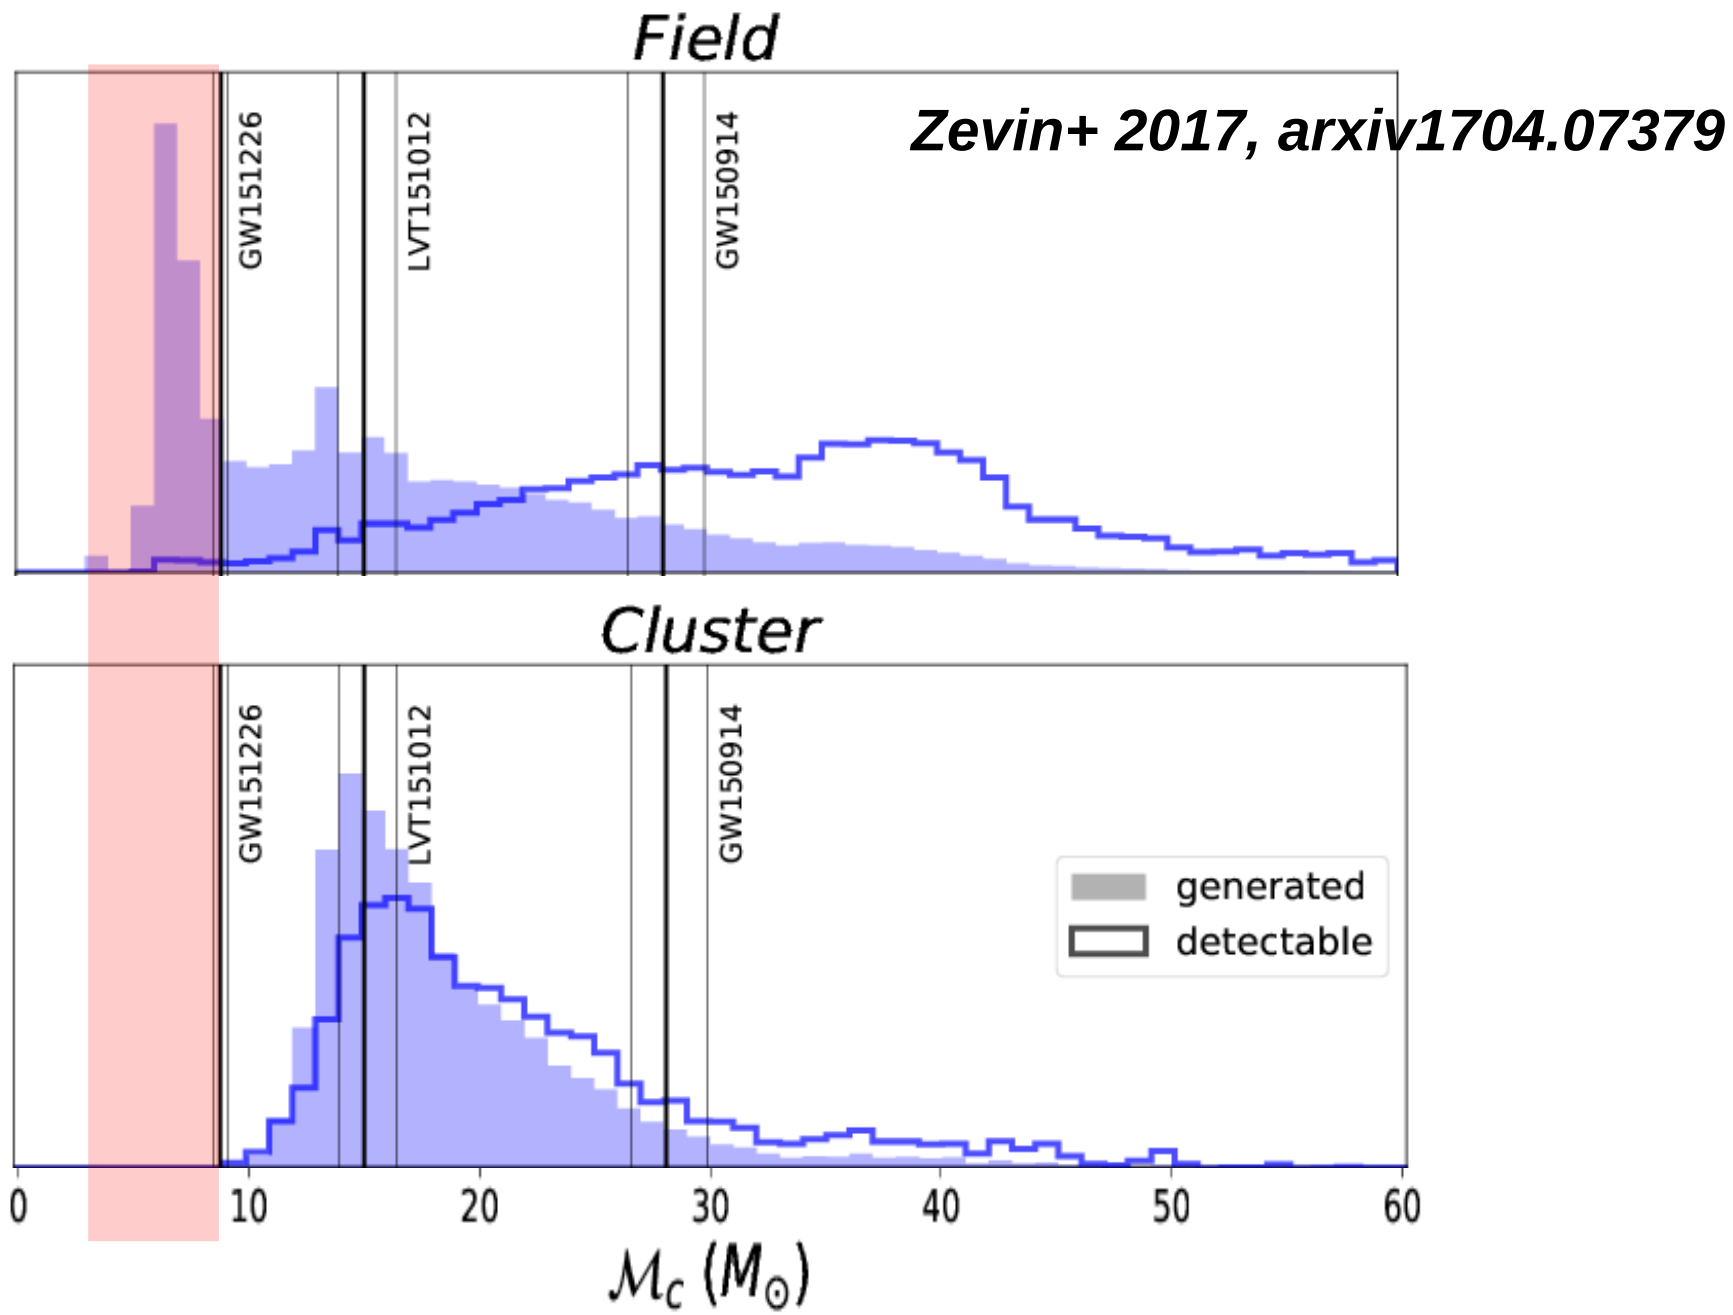 Field
Zevin+ 2017, arxiv1704.07379
GW151226
LVT151012
GW150914
Cluster
GW151226
LVT151012
GW150914
generated
detectable
0 10 20 30 40 50 60
ℳc (M⊙)